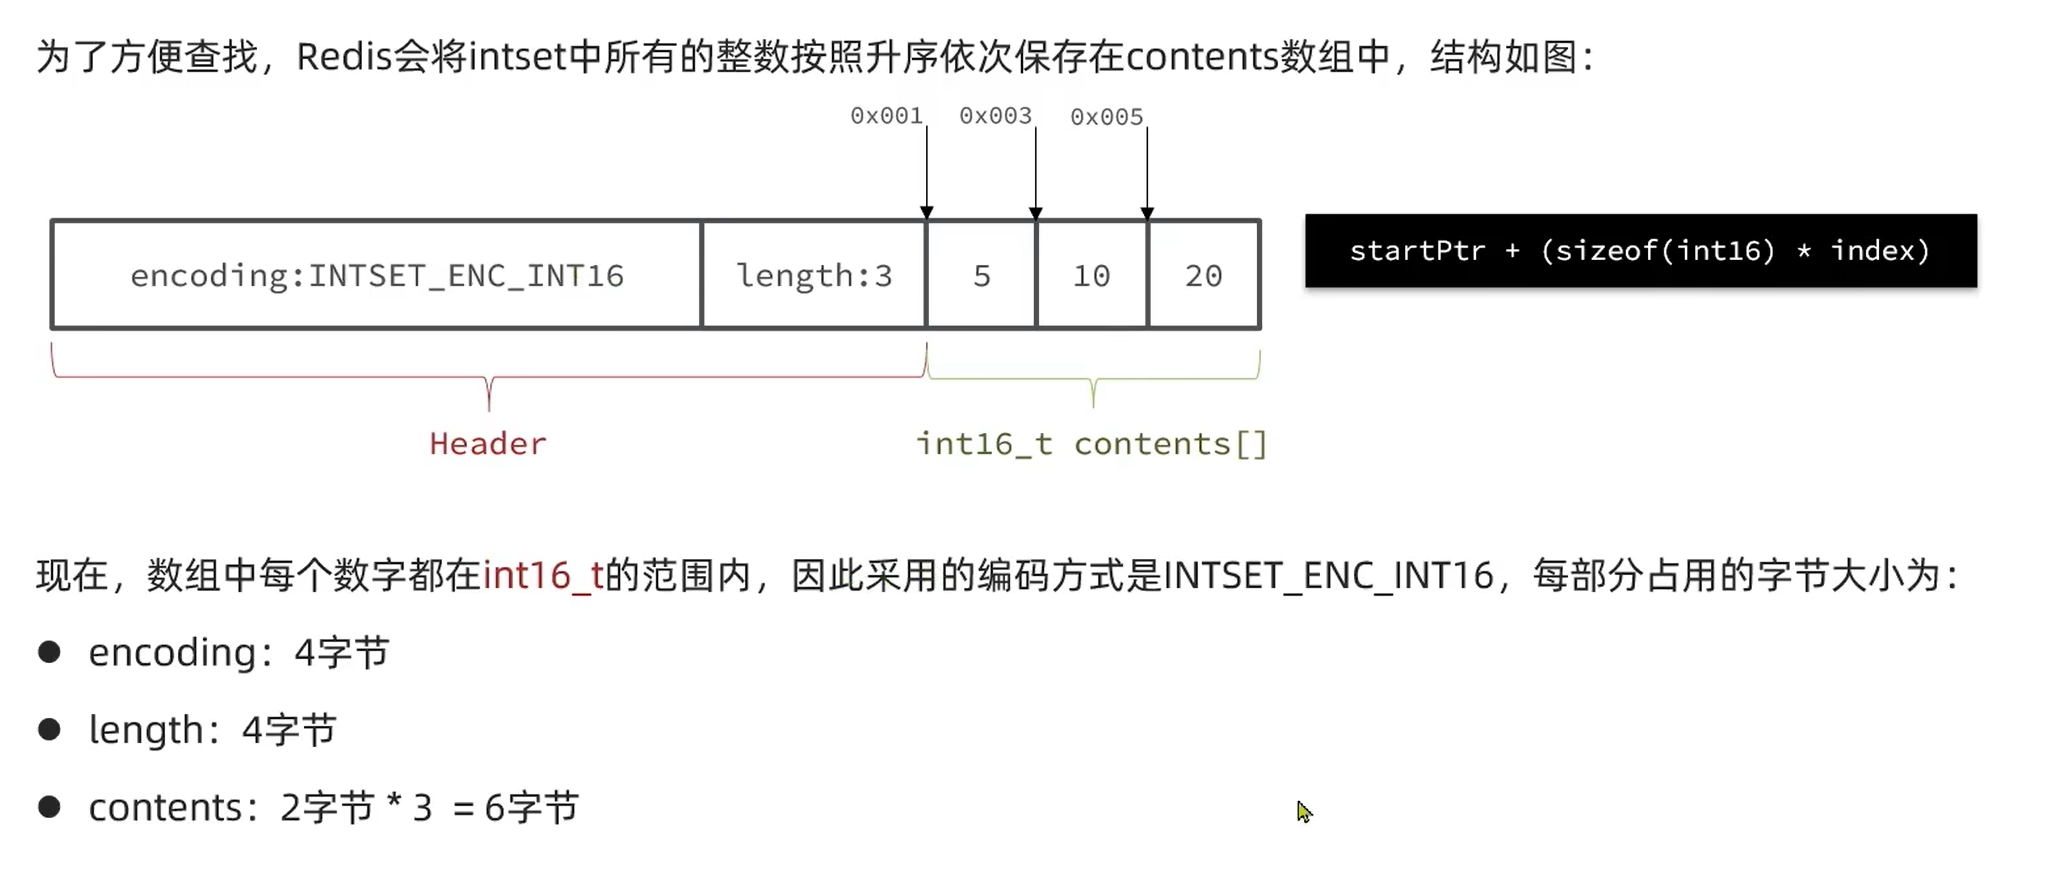 为了方便查找，Redis会将intset中所有的整数按照升序依次保存在contents数组中，结构如图：
0x001 0x003 0x005
encoding:INTSET_ENC_INT16 length:3 5 10 20 startPtr + (sizeof(int16) * index)
Header int16_t contents[]
现在，数组中每个数字都在int16_t的范围内，因此采用的编码方式是INTSET_ENC_INT16，每部分占用的字节大小为：
● encoding：4字节
● length：4字节
● contents：2字节 * 3 = 6字节